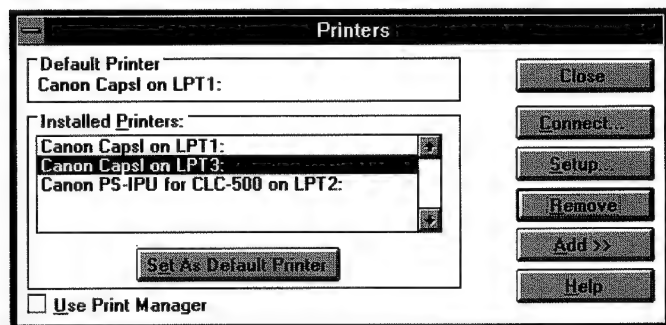 Printers
Default Printer
Canon Capsl on LPT1:
Close
Installed Printers:
Connect...
Canon Capsl on LPT1:
Canon Capsl on LPT3:
Setup...
Canon PS-IPU for CLC-500 on LPT2:
Remove
Add >>
Set As Default Printer
Help
Use Print Manager